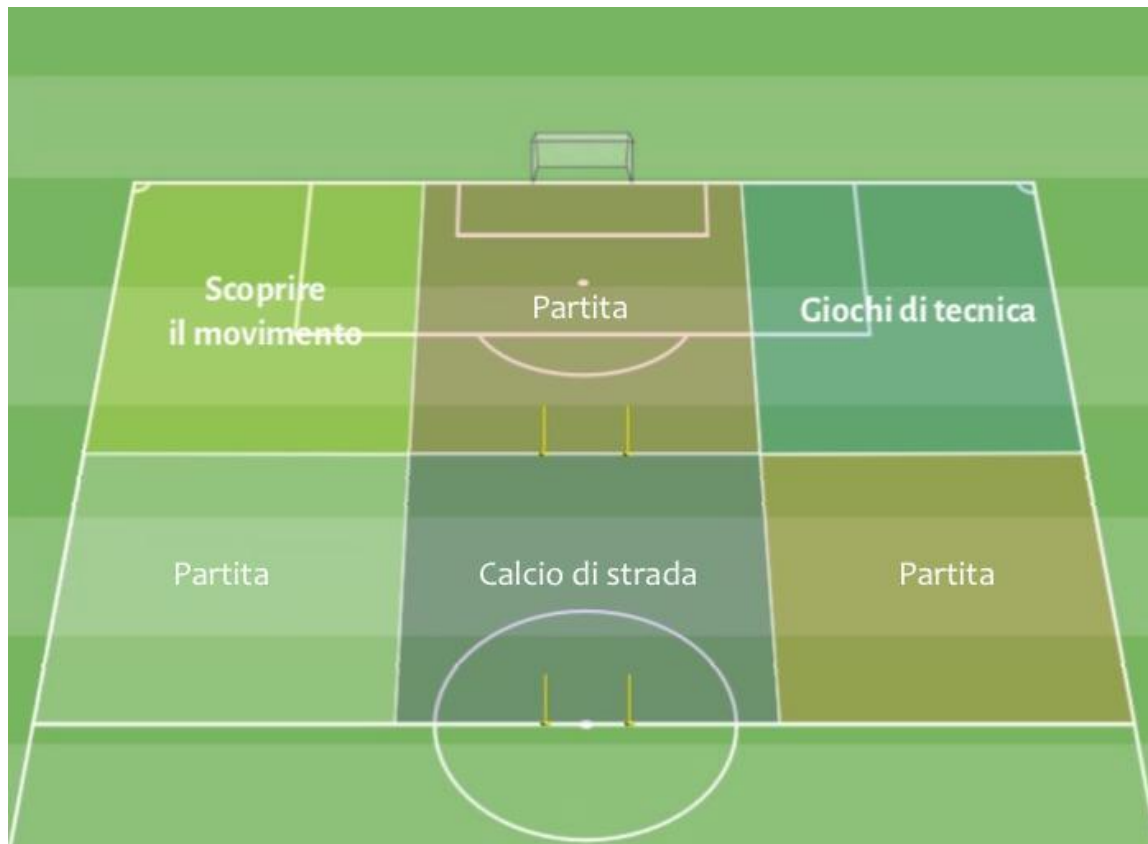 Scoprire
il movimento
Partita
Giochi di tecnica
Partita
Calcio di strada
Partita